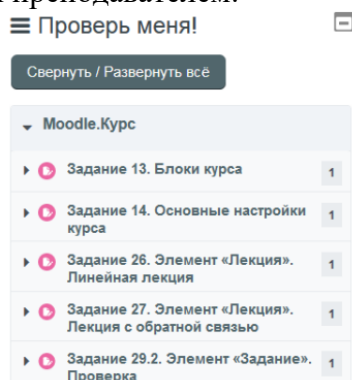 преподавателем.
Проверь меня!
Свернуть / Развернуть всё
Moodle.Курс
Задание 13. Блоки курса
1
Задание 14. Основные настройки
курса
1
Задание 26. Элемент «Лекция».
Линейная лекция
1
Задание 27. Элемент «Лекция».
Лекция с обратной связью
1
Задание 29.2. Элемент «Задание».
Проверка
1